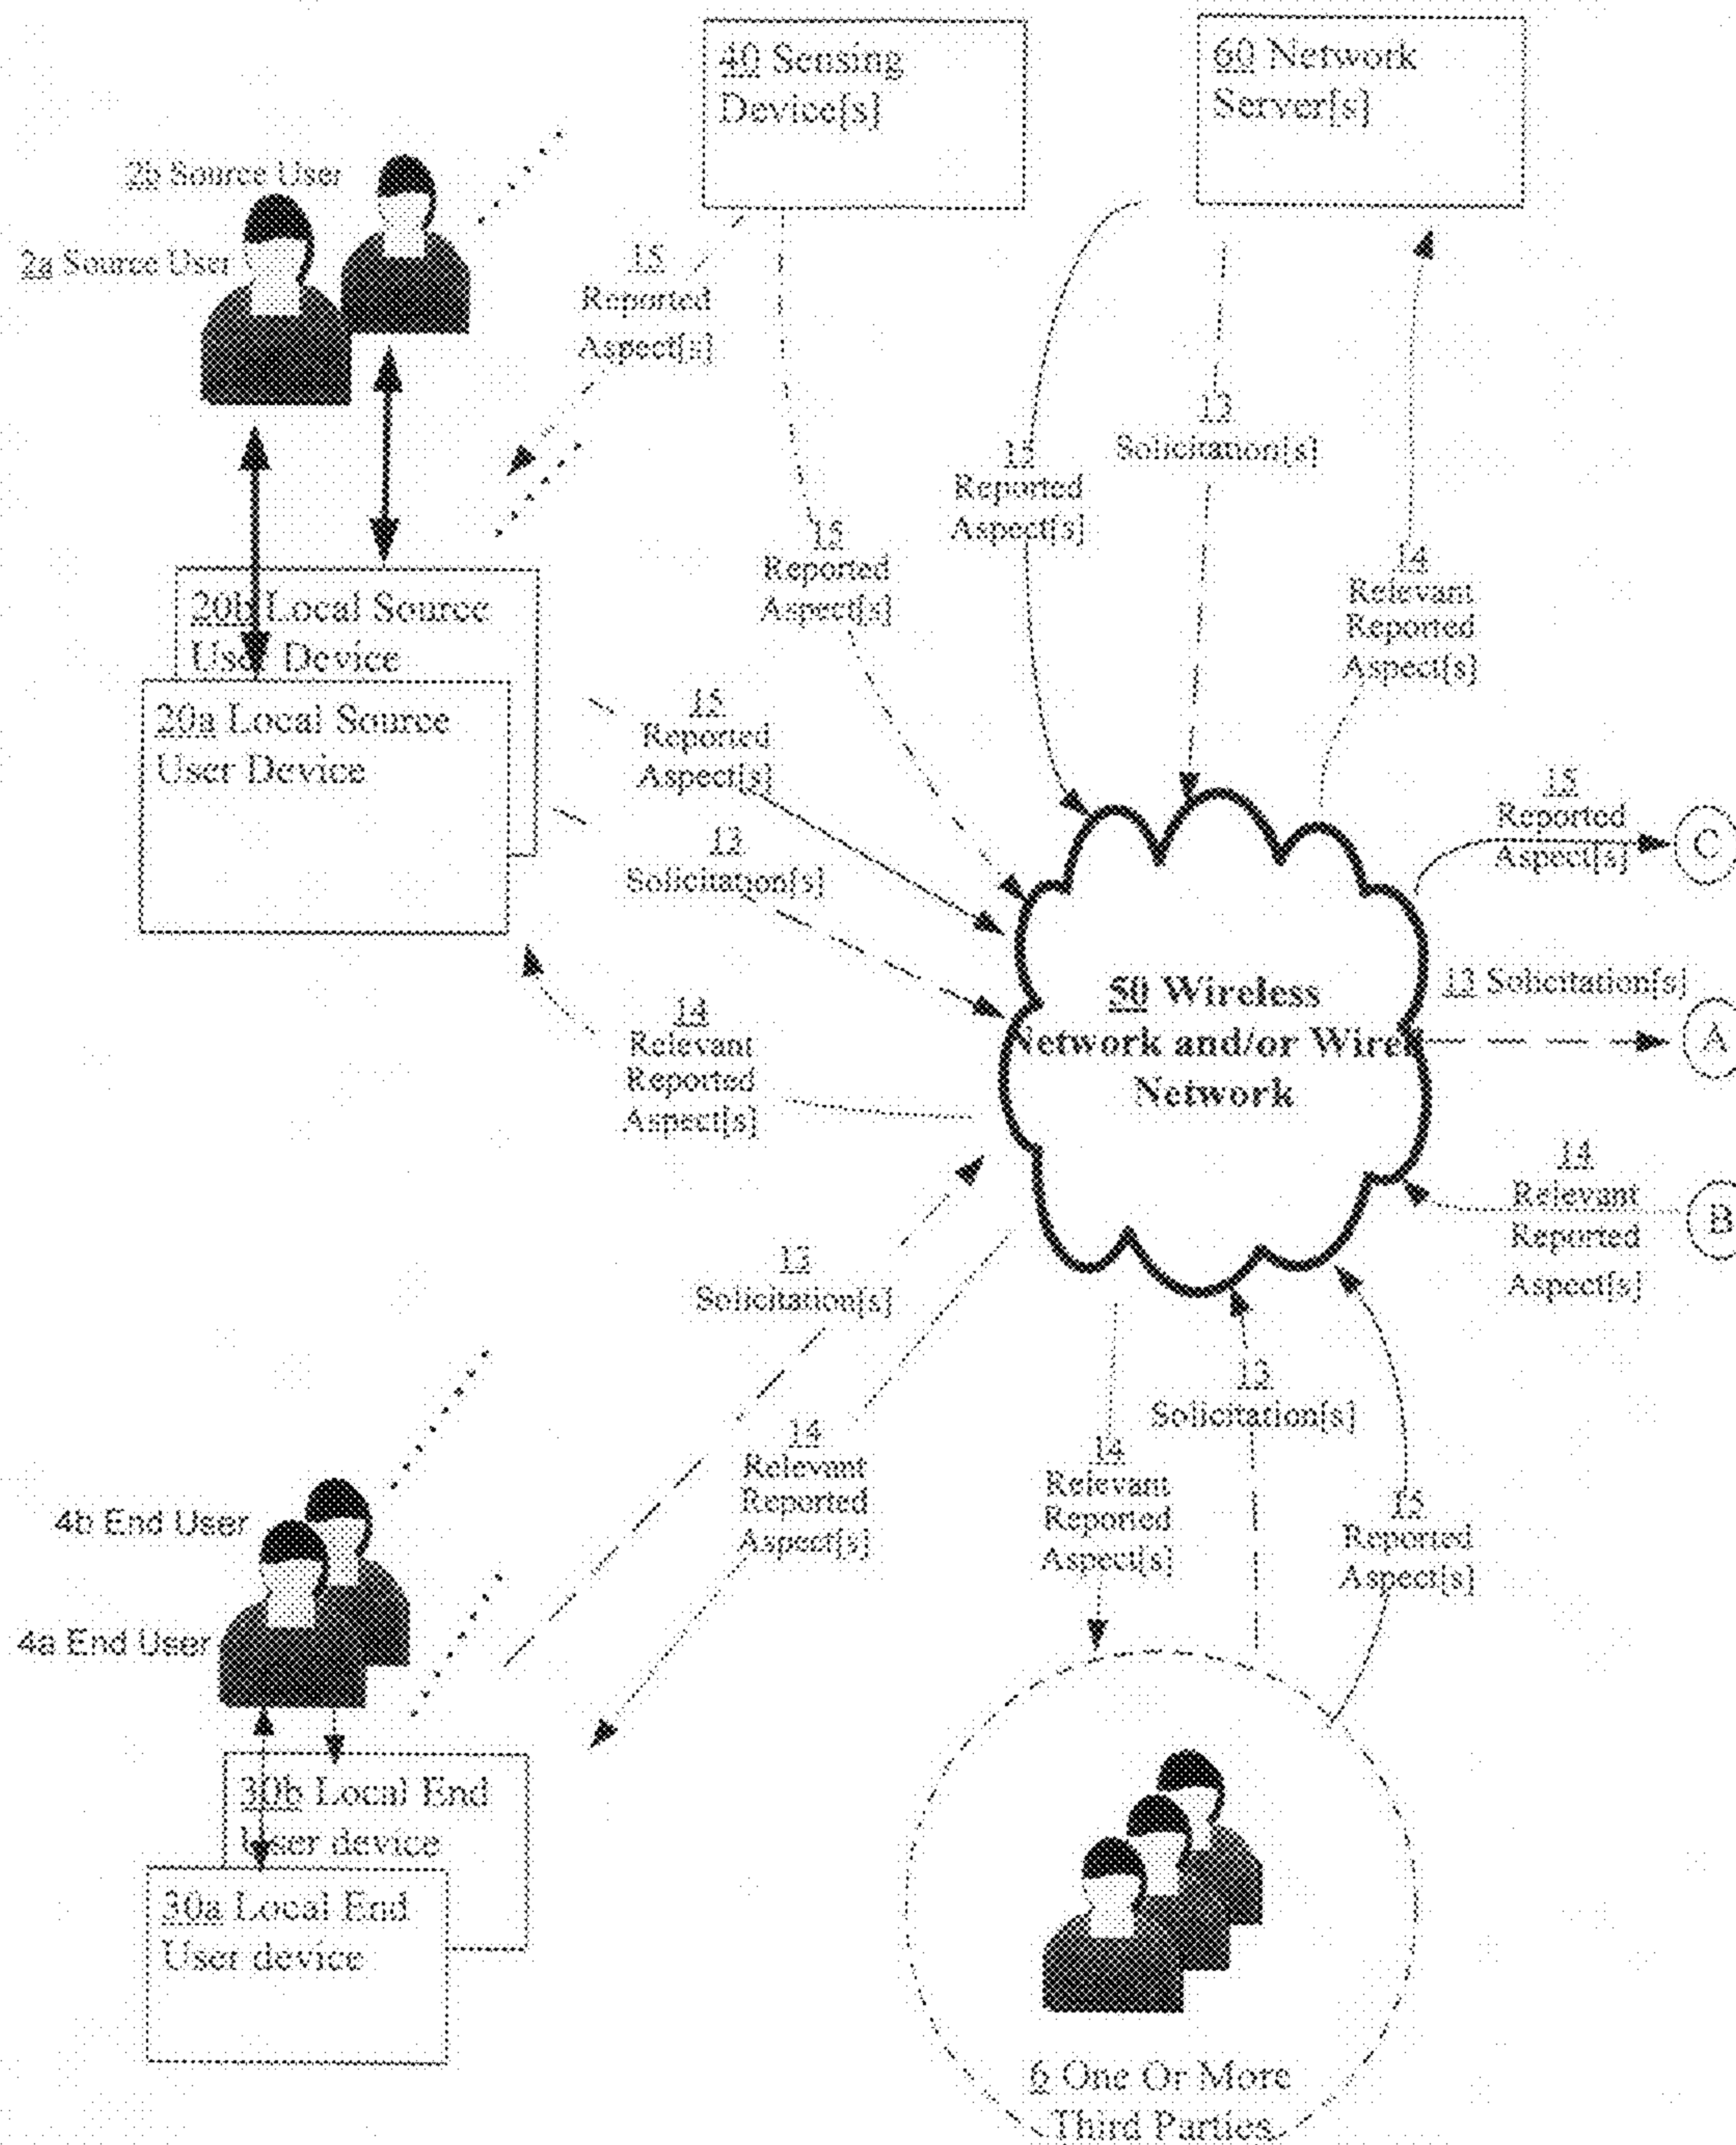 40 Sensing
Device[s]
60 Network
Server[s]
2b Source User
2a Source User
15
Reported
Aspect[s]
13
Solicitation[s]
15
Reported
Aspect[s]
15
Reported
Aspect[s]
14
Relevant
Reported
Aspect[s]
20b Local Source
User Device
20a Local Source
User Device
15
Reported
Aspect[s]
13
Solicitation[s]
15
Reported
Aspect[s]
C
14
Relevant
Reported
Aspect[s]
50 Wireless
Network and/or Wired
Network
13 Solicitation[s]
A
14
Relevant
Reported
Aspect[s]
B
13
Solicitation[s]
14
Relevant
Reported
Aspect[s]
14
Relevant
Reported
Aspect[s]
13
Solicitation[s]
15
Reported
Aspect[s]
4b End User
4a End User
30b Local End
User device
30a Local End
User device
6 One Or More
Third Parties